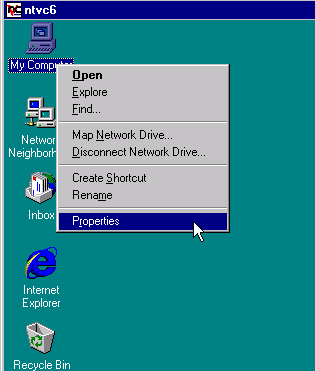 ntvc6
My Computer
Open
Explore
Find...
Map Network Drive...
Disconnect Network Drive...
Create Shortcut
Rename
Properties
Network
Neighborh
Inbox
Internet
Explorer
Recycle Bin